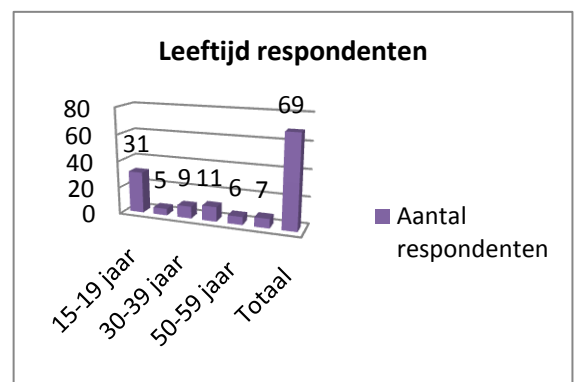 Leeftijd respondenten
80
60
40
20
0
31
5
9
11
6
7
69
15-19 jaar
30-39 jaar
50-59 jaar
Totaal
Aantal
respondenten